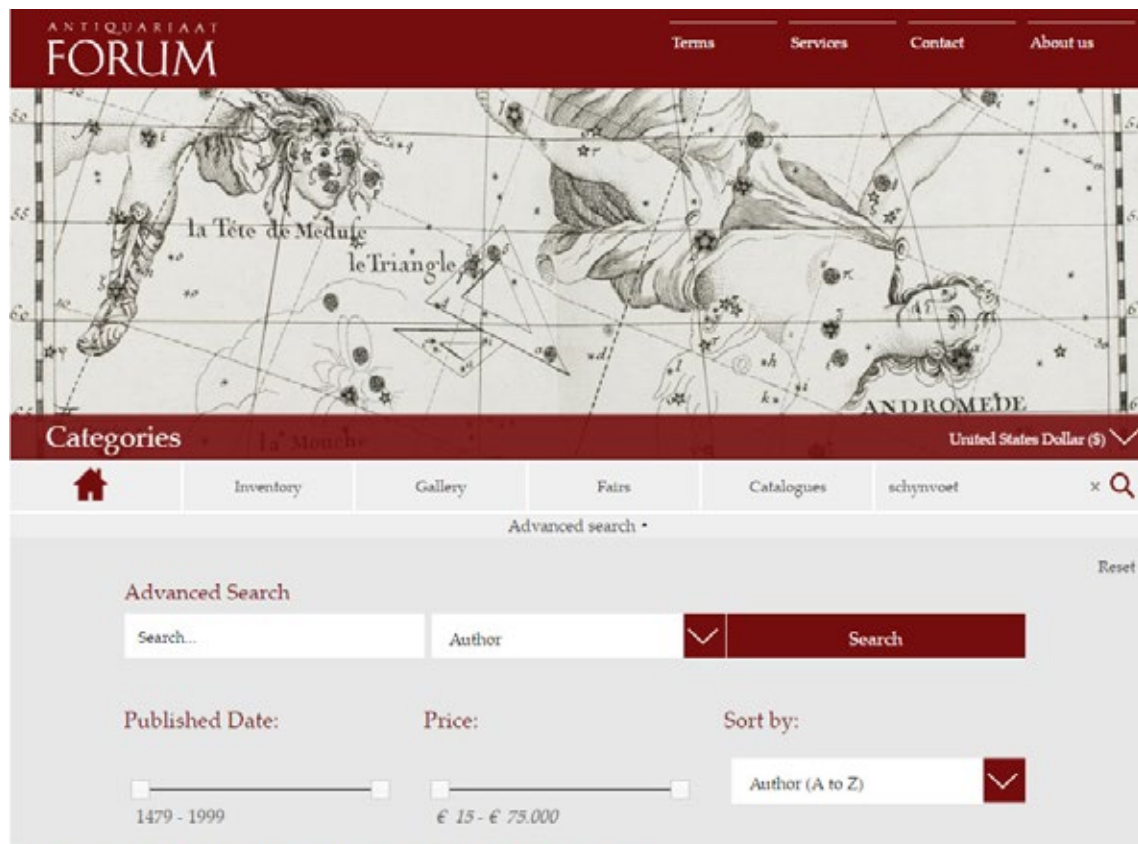 ANTIQUARIAAT
FORUM
Terms Services Contact About us
la Tête de Meduse
le Triangle
ANDROMEDE
la Mouche
Categories
United States Dollar ($)
Inventory Gallery Fairs Catalogues schynvoet ×
Advanced search
Reset
Advanced Search
Search... Author Search
Published Date: Price: Sort by:
Author (A to Z)
1479 - 1999 € 15 - € 75.000